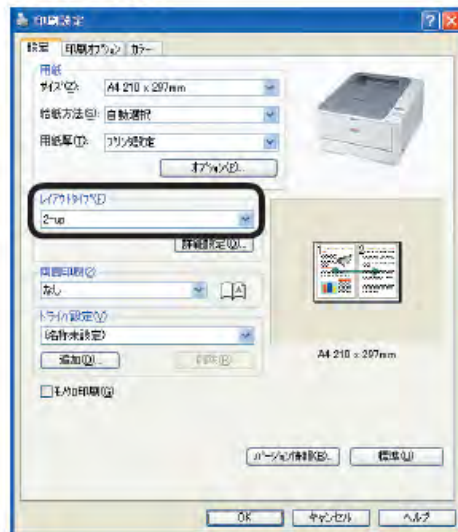 印刷設定
設定 印刷オプション カラー
用紙
サイズ(Z): A4 210 x 297mm
給紙方法(S): 自動選択
用紙厚(T): プリンタ設定
オプション(P)...
レイアウトタイプ(E)
2-up
詳細設定(O)...
両面印刷(2)
なし
ドライバ設定(V)
(名称未設定)
追加(D)... 削除(R)
モノクロ印刷(G)
1 2
A4 210 x 297mm
バージョン情報(B)... 標準(U)
OK キャンセル ヘルプ